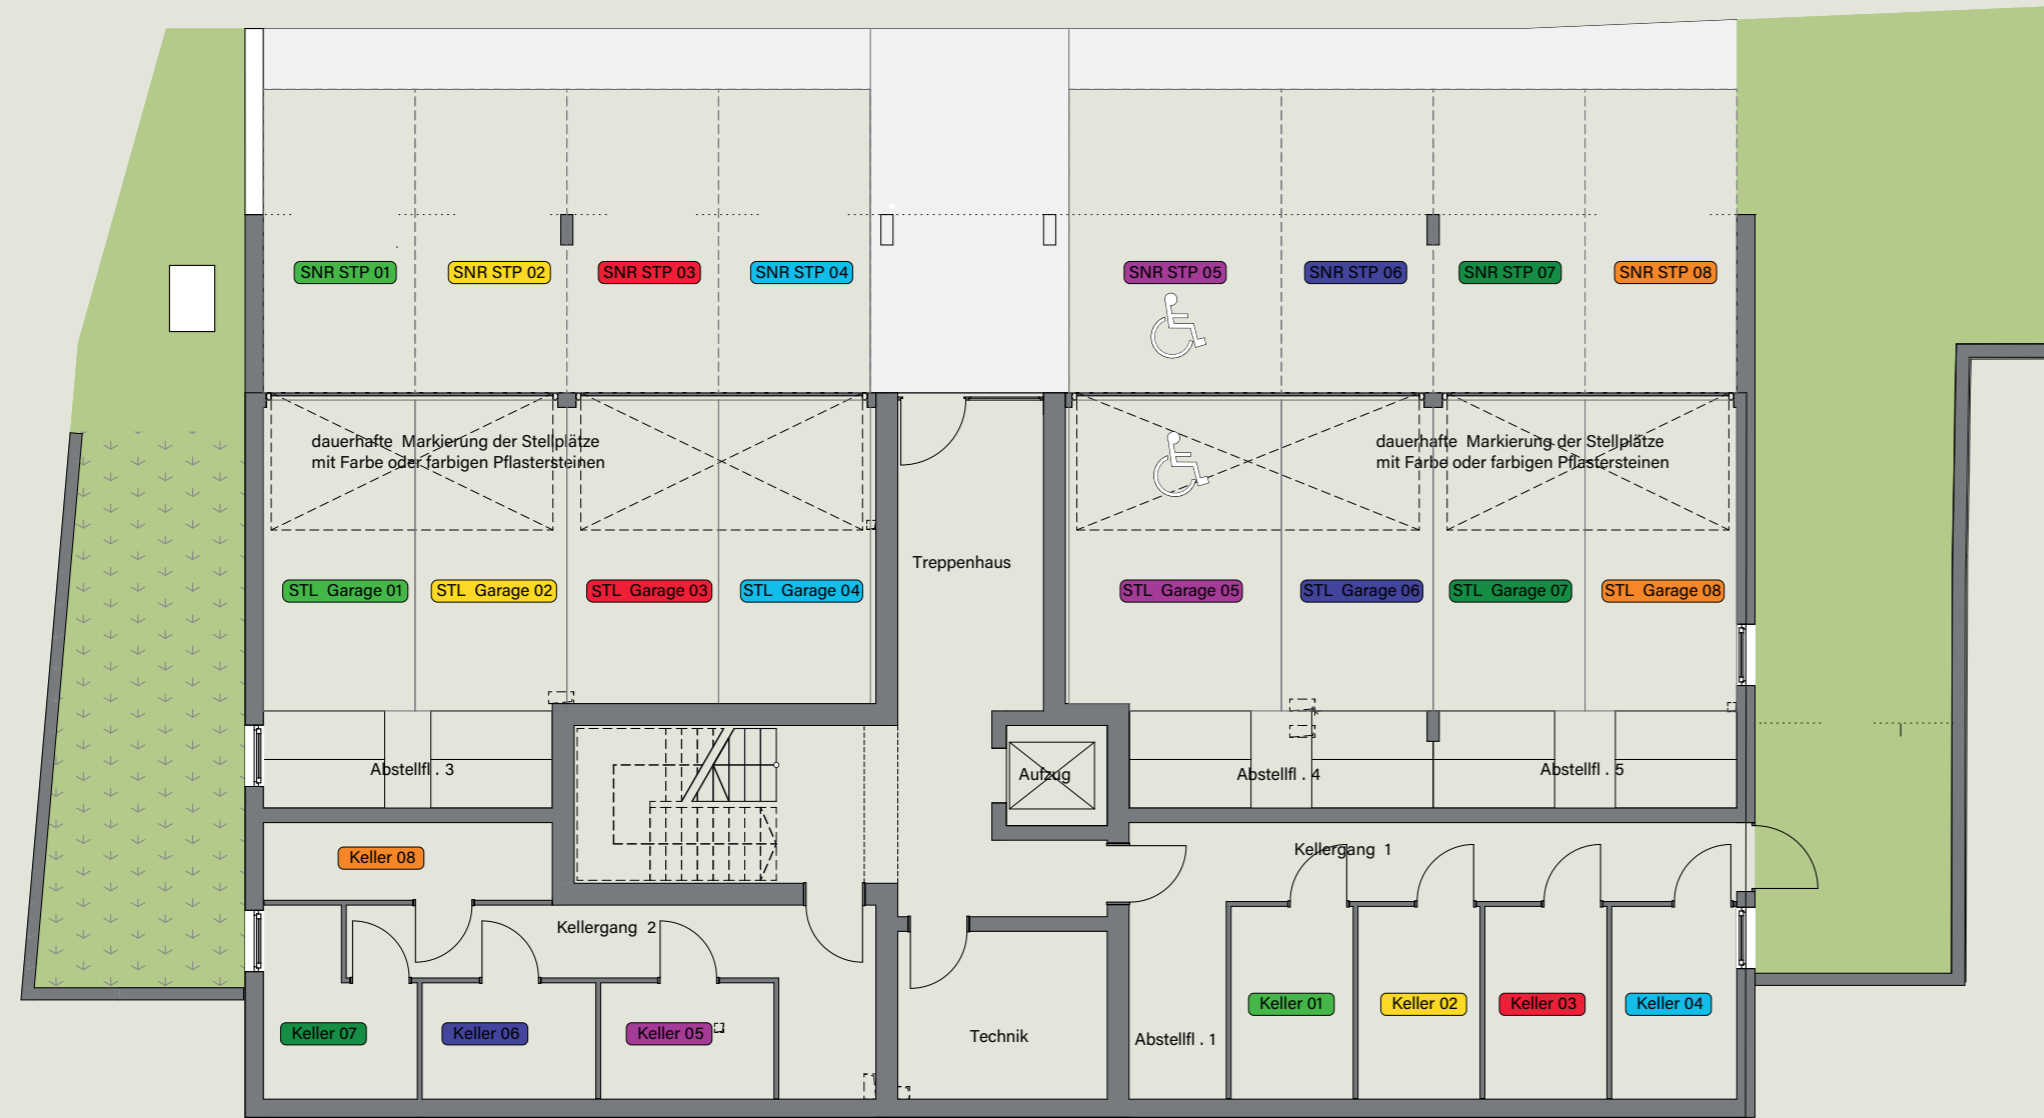 SNR STP 01
SNR STP 02
SNR STP 03
SNR STP 04
SNR STP 05
SNR STP 06
SNR STP 07
SNR STP 08
dauerhafte Markierung der Stellplätze
mit Farbe oder farbigen Pflastersteinen
dauerhafte Markierung der Stellplätze
mit Farbe oder farbigen Pflastersteinen
Treppenhaus
STL Garage 01
STL Garage 02
STL Garage 03
STL Garage 04
STL Garage 05
STL Garage 06
STL Garage 07
STL Garage 08
Abstellfl . 3
Aufzug
Abstellfl . 4
Abstellfl . 5
Keller 08
Kellergang 1
Kellergang 2
Keller 07
Keller 06
Keller 05
Technik
Abstellfl . 1
Keller 01
Keller 02
Keller 03
Keller 04